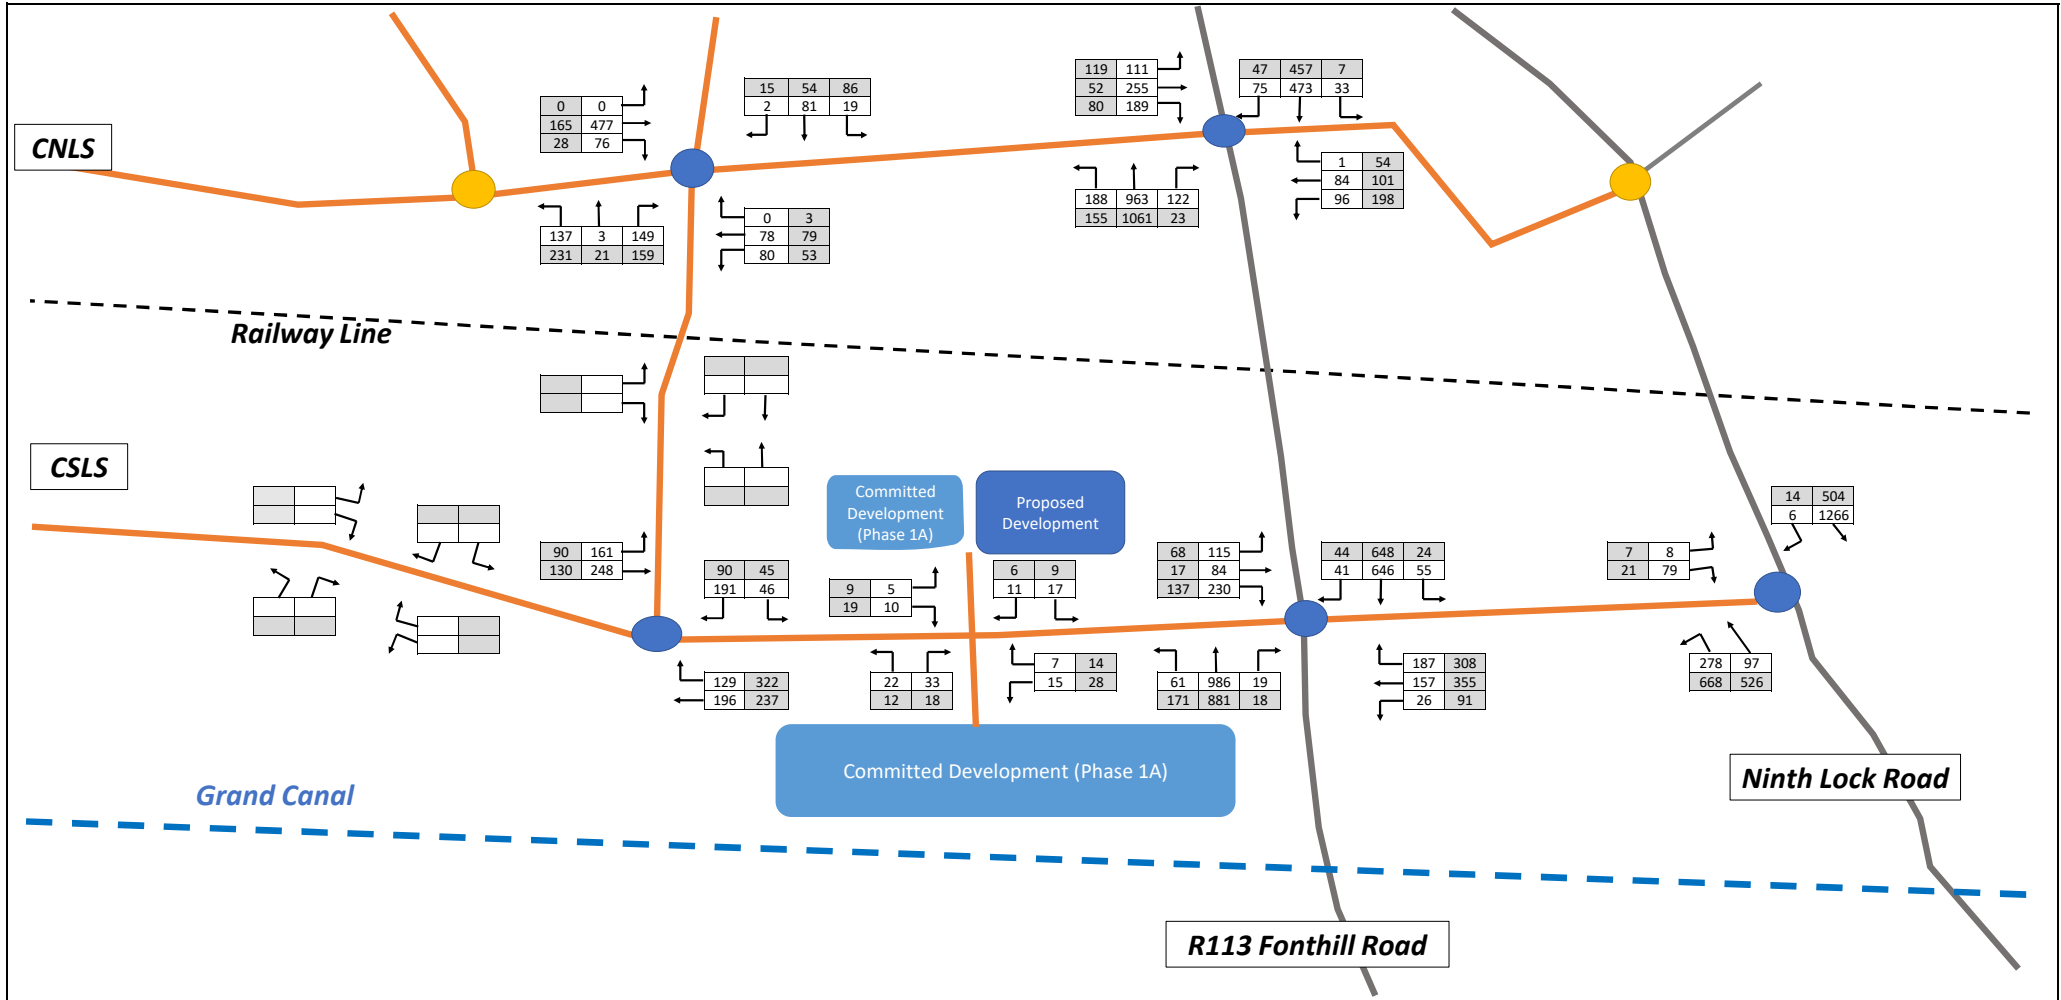 119 111
47 457 7
52 255
75 473 33
80 189
15 54 86
2 81 19
0 0
165 477
28 76
CNLS
1 54
84 101
96 198
188 963 122
155 1061 23
137 3 149
231 21 159
0 3
78 79
80 53
Railway Line
CSLS
Committed
Development
(Phase 1A)
Proposed
Development
14 504
6 1266
90 161
130 248
90 45
191 46
9 5
19 10
6 9
11 17
68 115
17 84
137 230
44 648 24
41 646 55
7 8
21 79
129 322
196 237
22 33
12 18
7 14
15 28
61 986 19
171 881 18
187 308
157 355
26 91
278 97
668 526
Committed Development (Phase 1A)
Ninth Lock Road
Grand Canal
R113 Fonthill Road